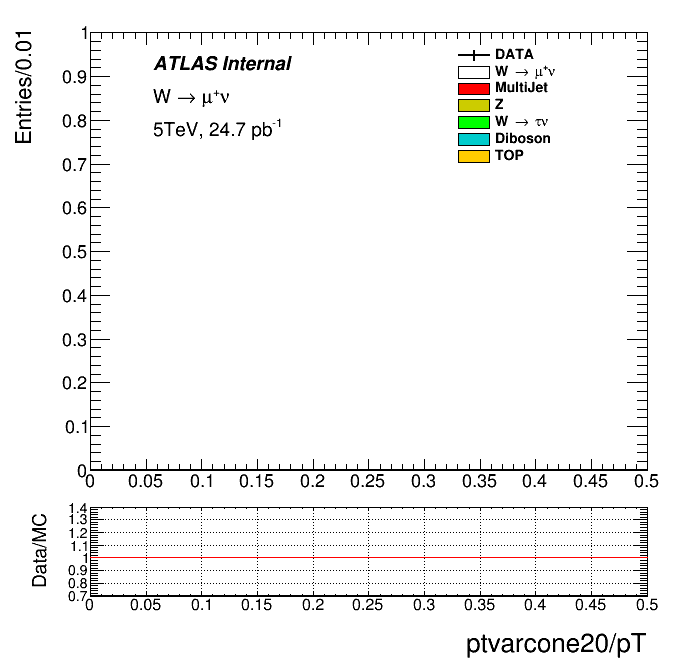 Entries/0.01
1
0.9
0.8
0.7
0.6
0.5
0.4
0.3
0.2
0.1
0
ATLAS Internal
W → μ⁺ν
5TeV, 24.7 pb⁻¹
DATA
W → μ⁺ν
MultiJet
Z
W → τν
Diboson
TOP
0 0.05 0.1 0.15 0.2 0.25 0.3 0.35 0.4 0.45 0.5
Data/MC
1.4
1.3
1.2
1.1
1
0.9
0.8
0.7
0 0.05 0.1 0.15 0.2 0.25 0.3 0.35 0.4 0.45 0.5
ptvarcone20/pT